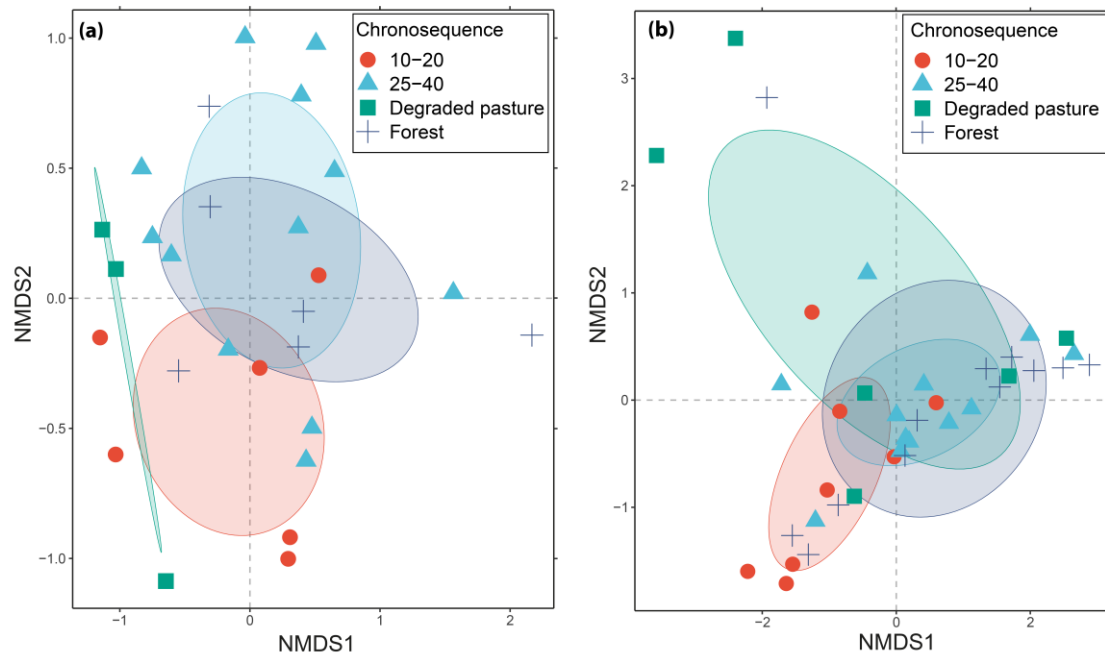 (a)
Chronosequence
10−20
25−40
Degraded pasture
Forest
1.0
0.5
0.0
−0.5
−1.0
NMDS2
−1
0
1
2
NMDS1
(b)
Chronosequence
10−20
25−40
Degraded pasture
Forest
3
2
1
0
−1
NMDS2
−2
0
2
NMDS1